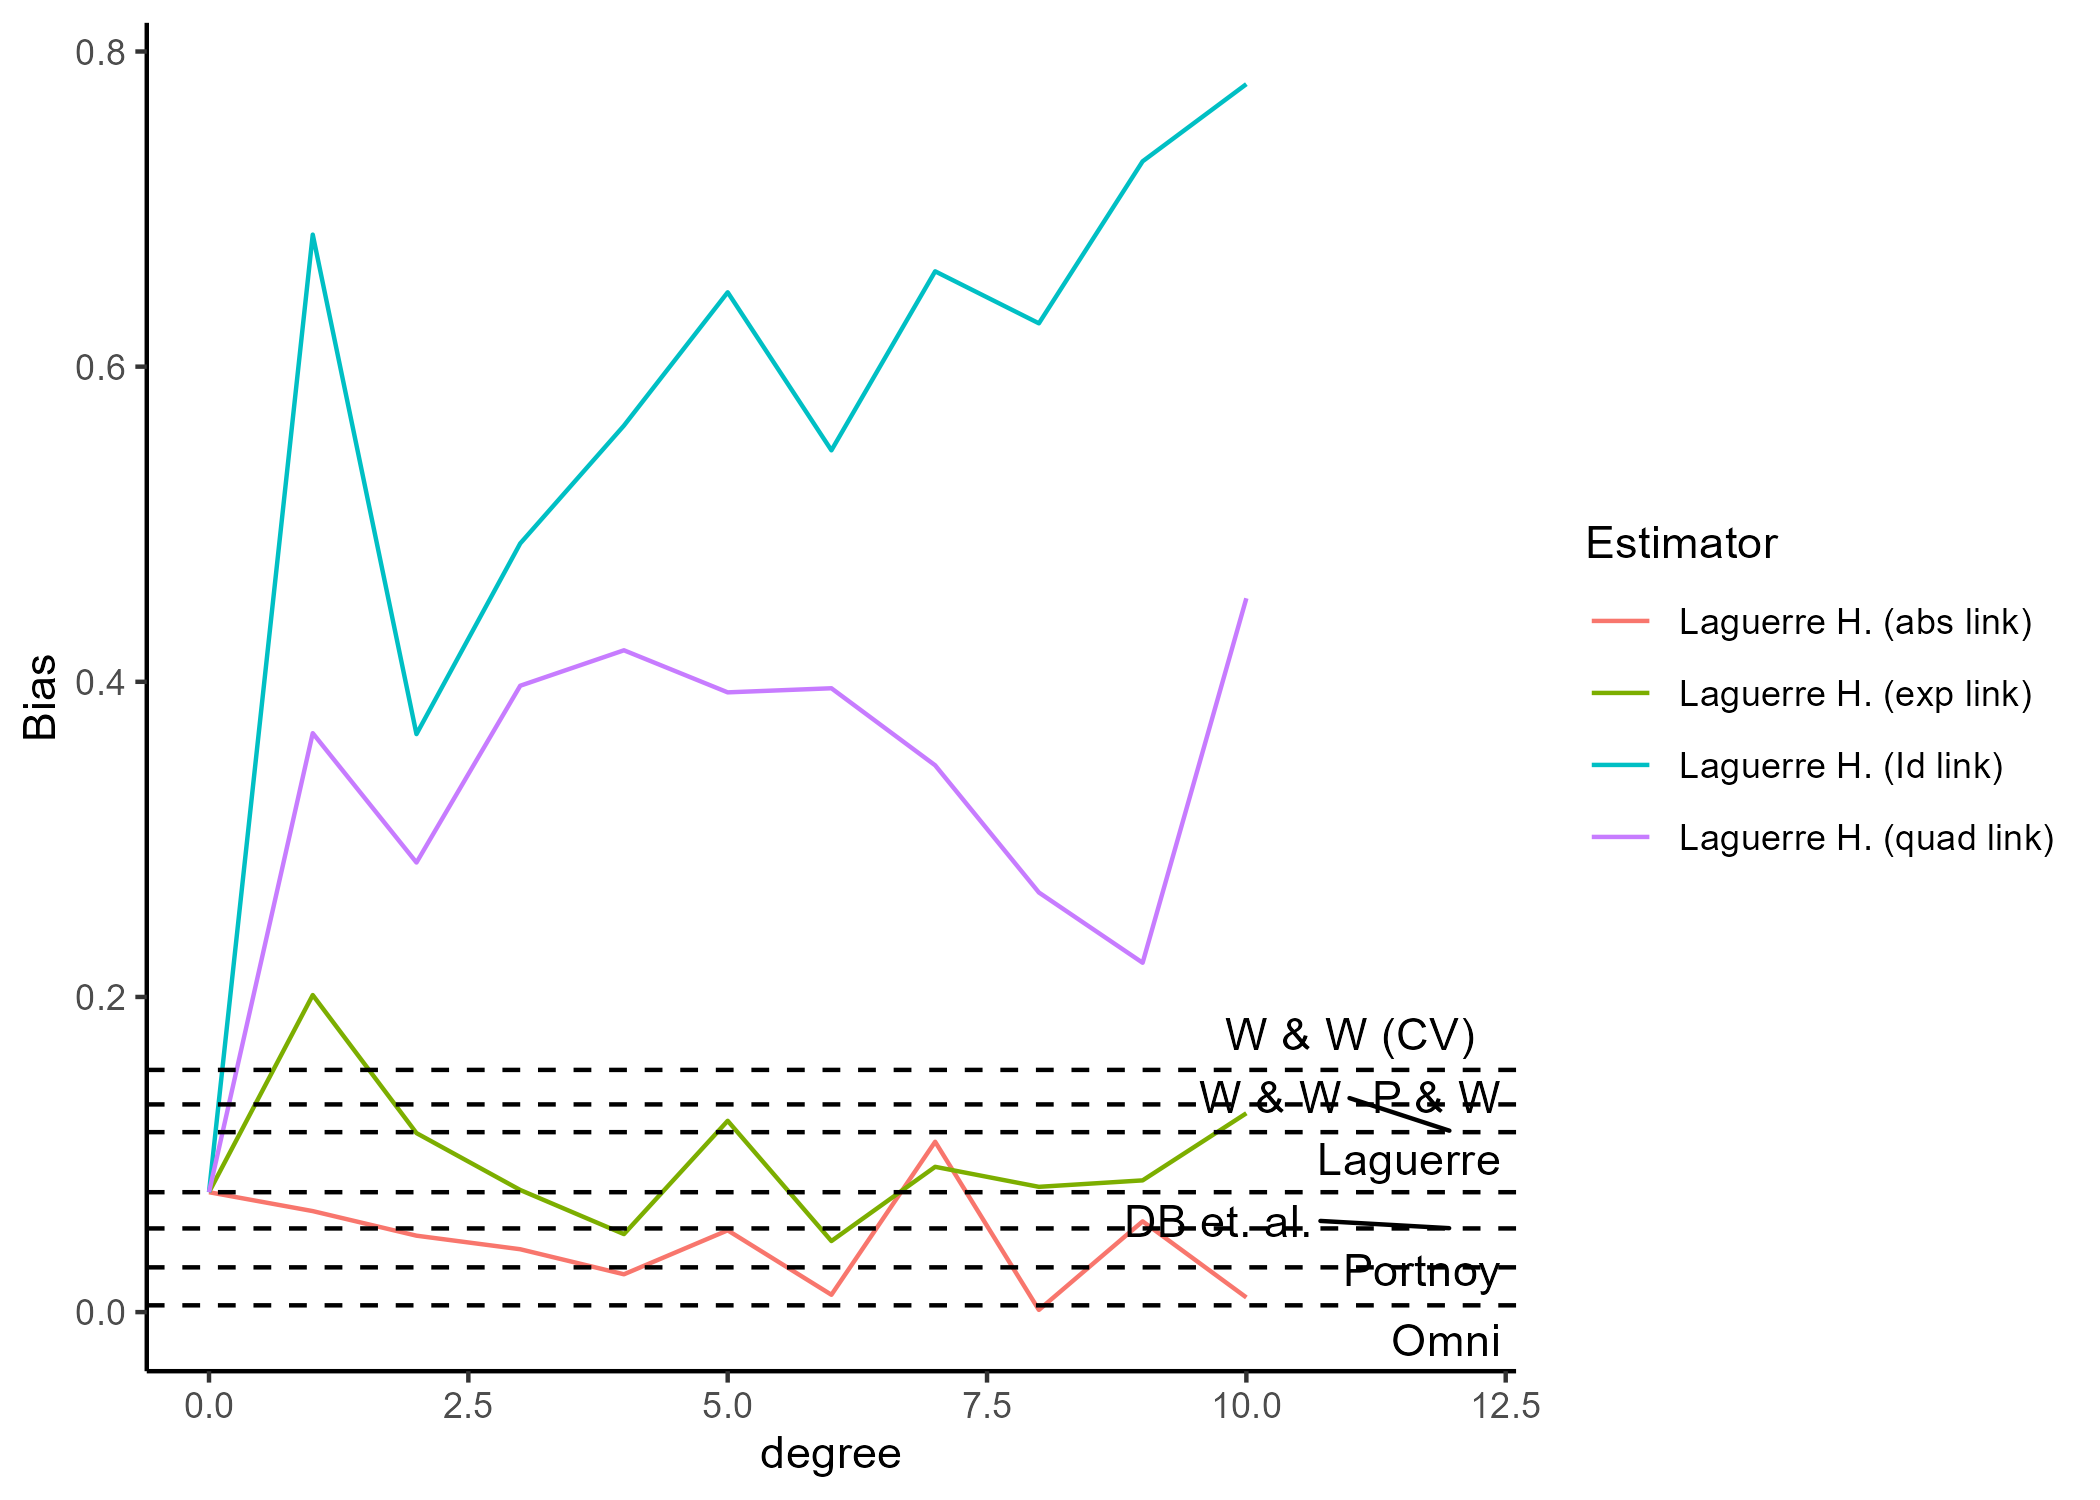 0.8
0.6
0.4
0.2
0.0
Bias
0.0
2.5
5.0
7.5
10.0
12.5
degree
W & W (CV)
W & W
P & W
Laguerre
DB et. al.
Portnoy
Omni
Estimator
Laguerre H. (abs link)
Laguerre H. (exp link)
Laguerre H. (Id link)
Laguerre H. (quad link)